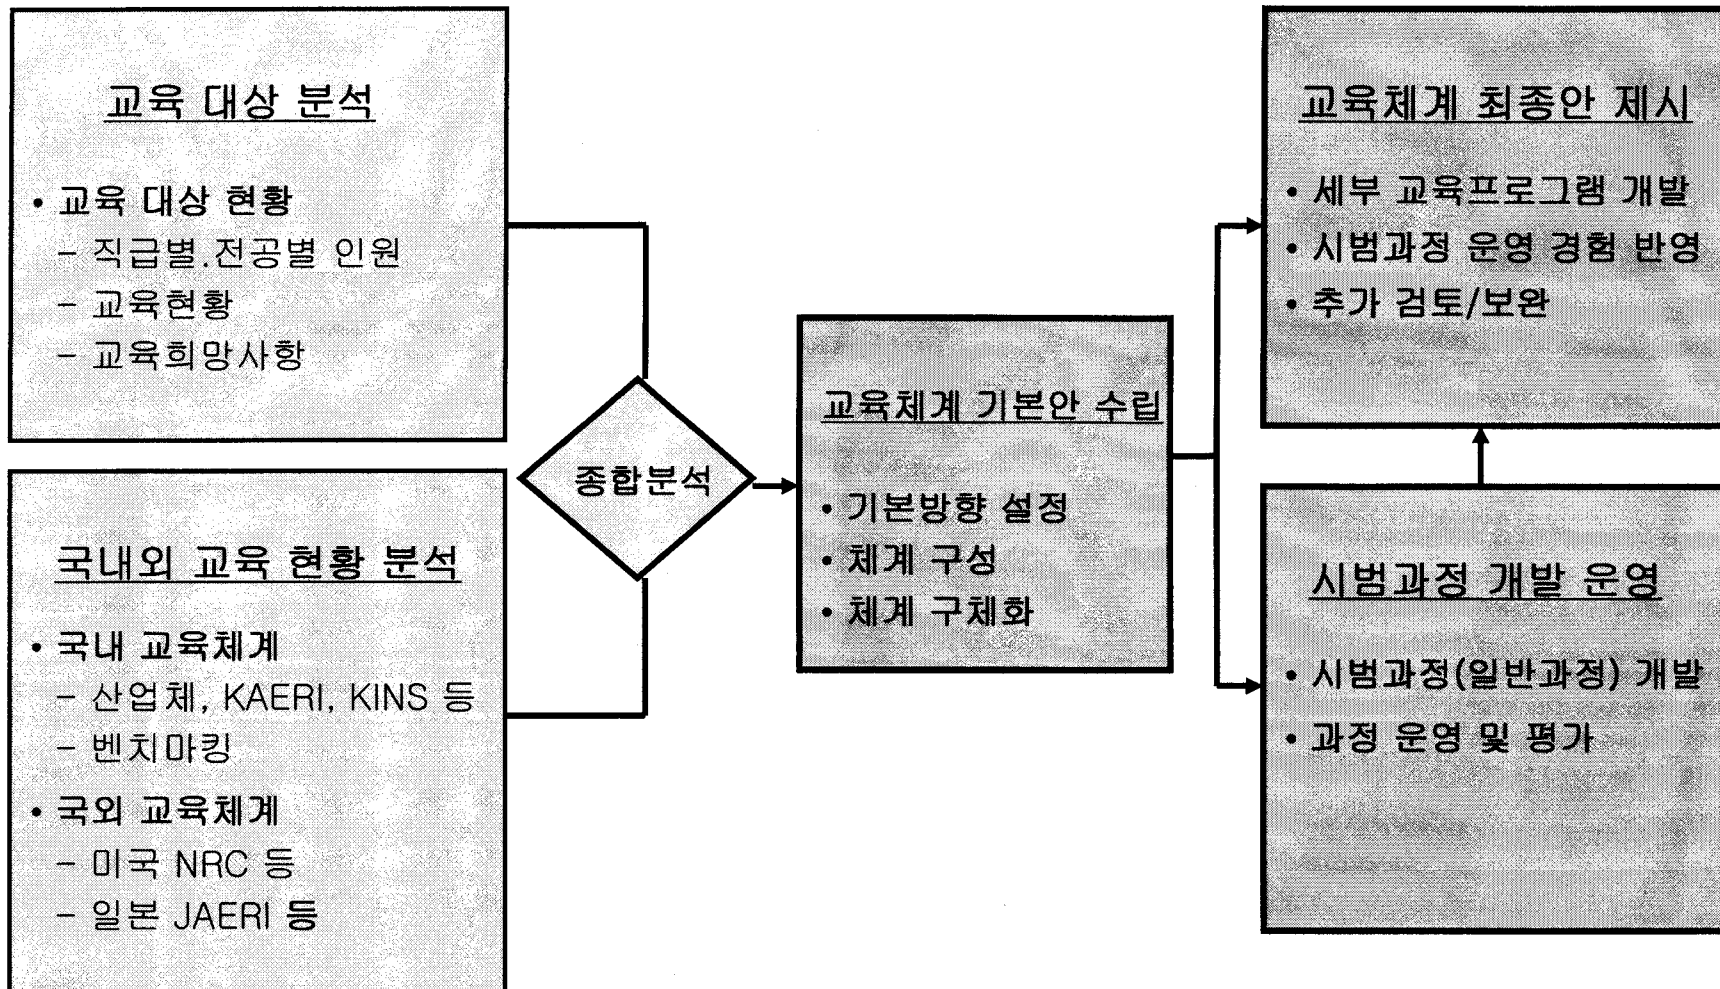 교육 대상 분석
• 교육 대상 현황
– 직급별.전공별 인원
– 교육현황
– 교육희망사항
국내외 교육 현황 분석
• 국내 교육체계
– 산업체, KAERI, KINS 등
– 벤치마킹
• 국외 교육체계
– 미국 NRC 등
– 일본 JAERI 등
종합분석
교육체계 기본안 수립
• 기본방향 설정
• 체계 구성
• 체계 구체화
교육체계 최종안 제시
• 세부 교육프로그램 개발
• 시범과정 운영 경험 반영
• 추가 검토/보완
시범과정 개발 운영
• 시범과정(일반과정) 개발
• 과정 운영 및 평가